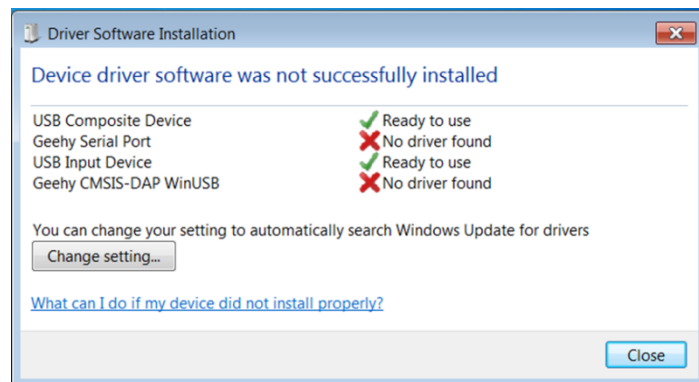 Driver Software Installation
Device driver software was not successfully installed
USB Composite Device Ready to use
Geehy Serial Port No driver found
USB Input Device Ready to use
Geehy CMSIS-DAP WinUSB No driver found
You can change your setting to automatically search Windows Update for drivers
Change setting...
What can I do if my device did not install properly?
Close